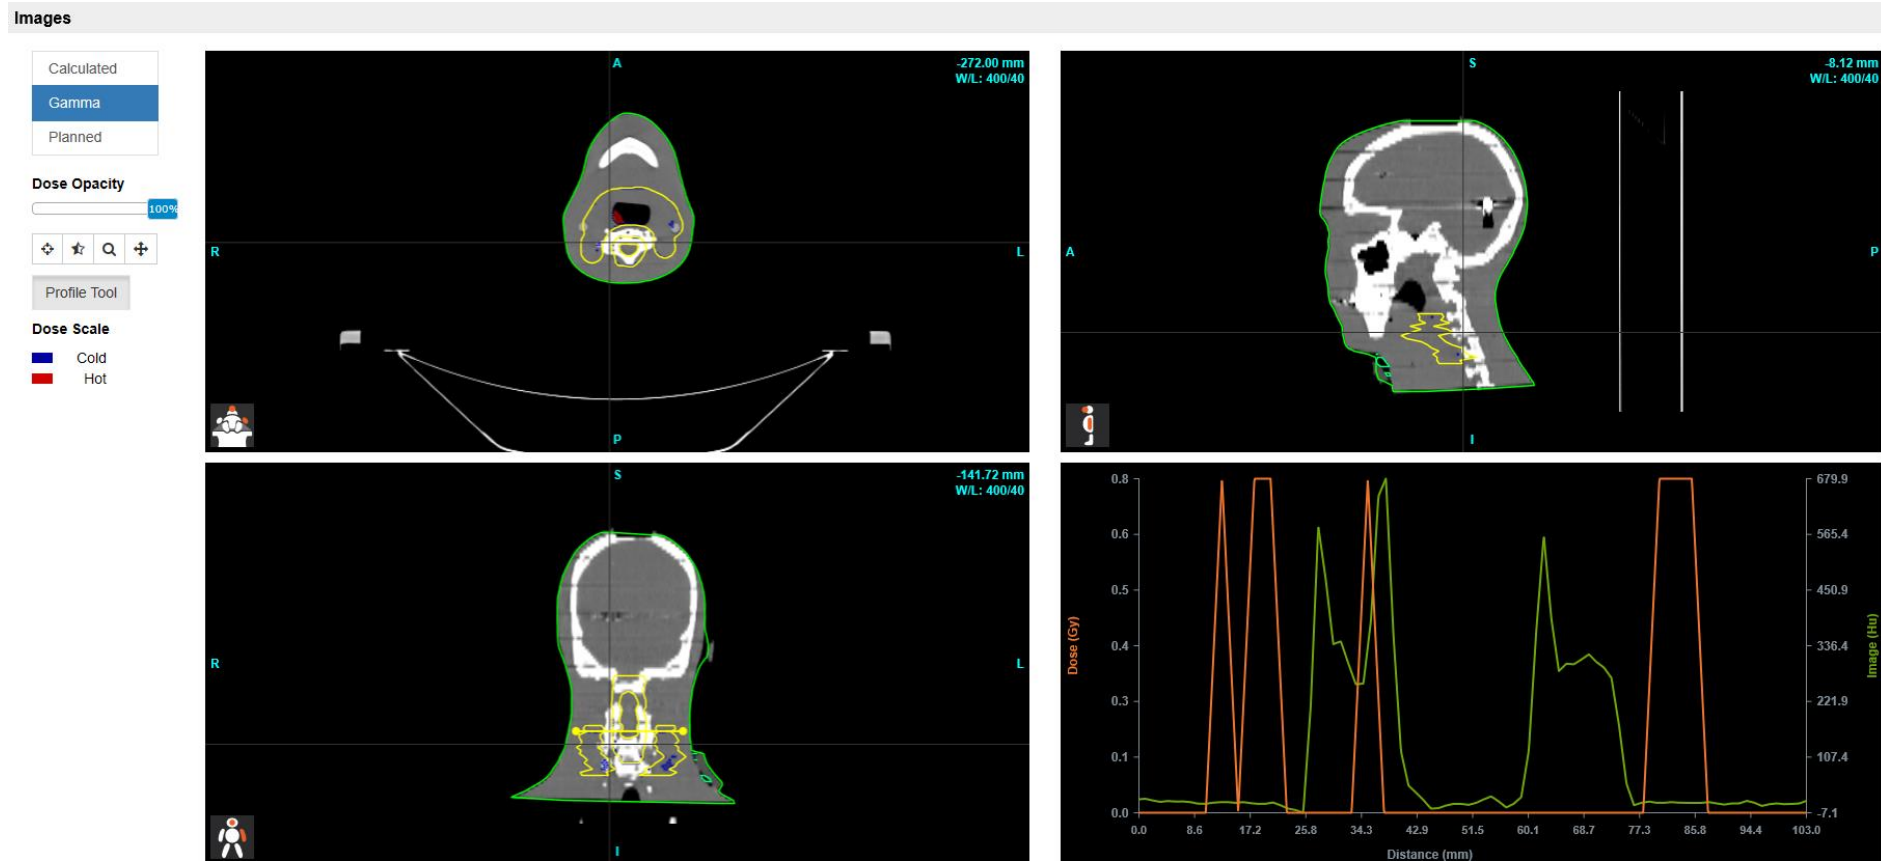 Images
Calculated
Gamma
Planned
Dose Opacity
100%
Profile Tool
Dose Scale
Cold
Hot
A
-272.00 mm
W/L: 400/40
R
L
P
S
-8.12 mm
W/L: 400/40
A
P
I
S
-141.72 mm
W/L: 400/40
R
L
I
0.8
0.6
0.5
0.4
0.3
0.1
0.0
Dose (Gy)
679.9
565.4
450.9
336.4
221.9
107.4
-7.1
Image (Hu)
0.0 8.6 17.2 25.8 34.3 42.9 51.5 60.1 68.7 77.3 85.8 94.4 103.0
Distance (mm)